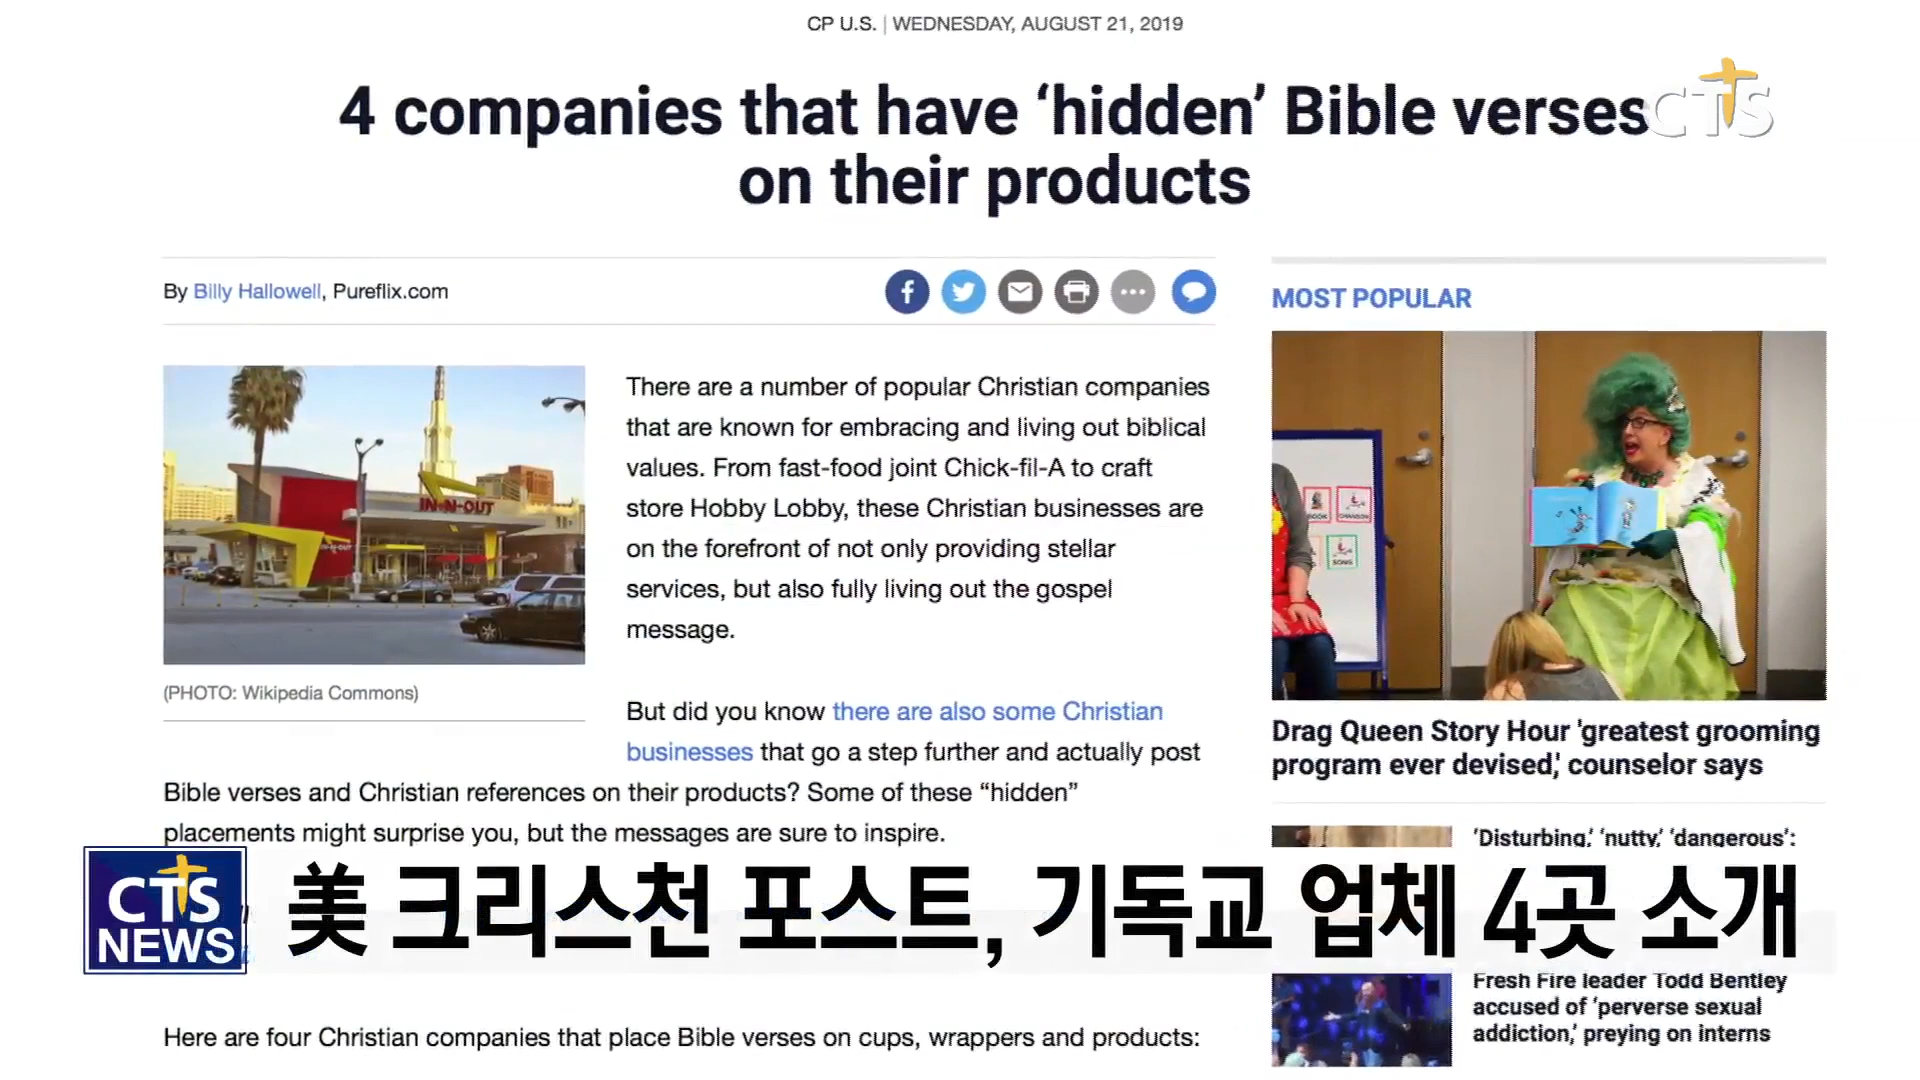 CP U.S. | WEDNESDAY, AUGUST 21, 2019
4 companies that have ‘hidden’ Bible verses
on their products
CTS
By Billy Hallowell, Pureflix.com
MOST POPULAR
IN-N-OUT
IN-N-OUT
(PHOTO: Wikipedia Commons)
There are a number of popular Christian companies
that are known for embracing and living out biblical
values. From fast-food joint Chick-fil-A to craft
store Hobby Lobby, these Christian businesses are
on the forefront of not only providing stellar
services, but also fully living out the gospel
message.
But did you know there are also some Christian
businesses that go a step further and actually post
Bible verses and Christian references on their products? Some of these “hidden”
placements might surprise you, but the messages are sure to inspire.
BOOK
SONG
Drag Queen Story Hour 'greatest grooming
program ever devised,' counselor says
‘Disturbing,’ ‘nutty,’ ‘dangerous’:
CTS
NEWS
美 크리스천 포스트, 기독교 업체 4곳 소개
Fresh Fire leader Todd Bentley
accused of ‘perverse sexual
addiction,’ preying on interns
Here are four Christian companies that place Bible verses on cups, wrappers and products: